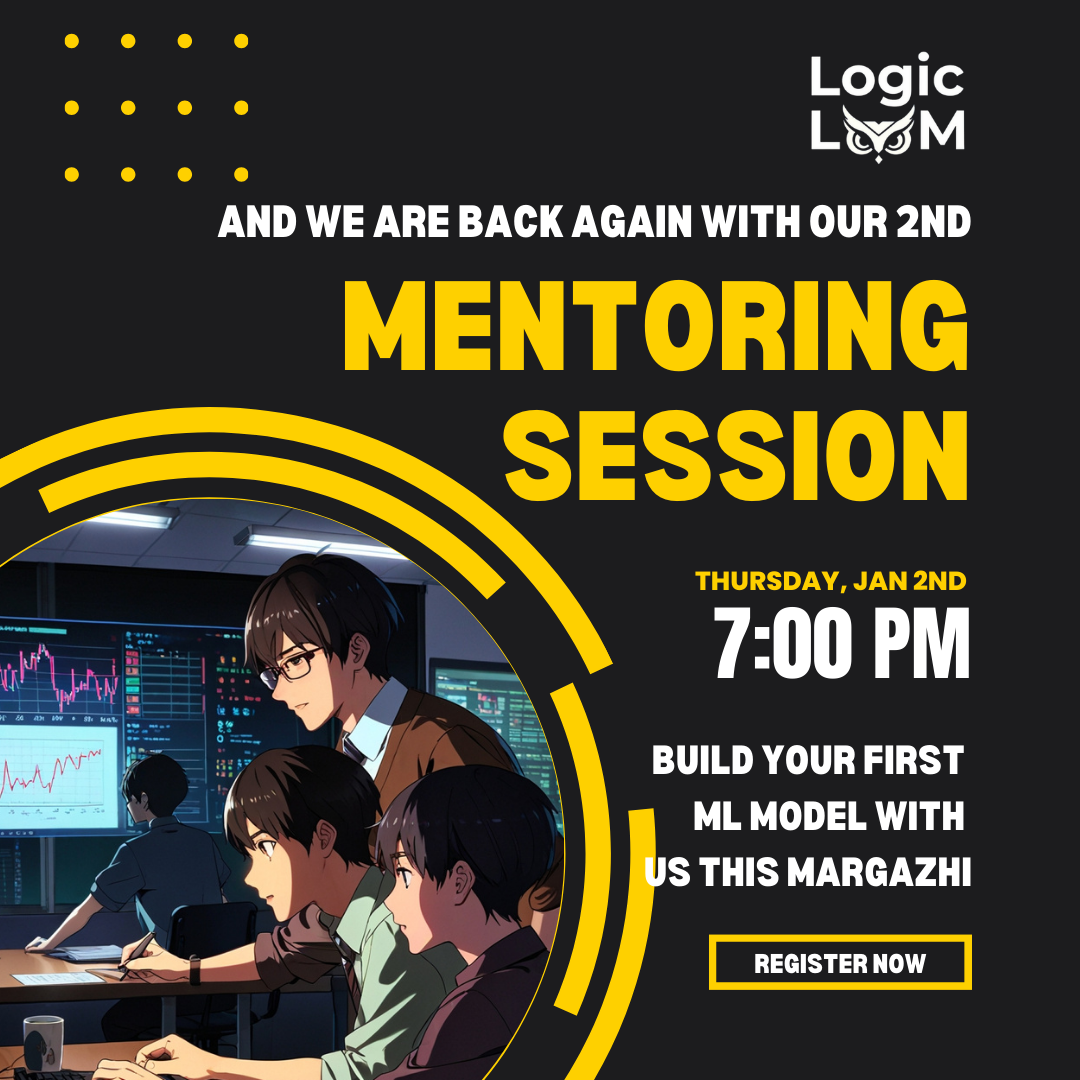 Logic
LOOM
AND WE ARE BACK AGAIN WITH OUR 2ND
MENTORING
SESSION
THURSDAY, JAN 2ND
7:00 PM
BUILD YOUR FIRST
ML MODEL WITH
US THIS MARGAZHI
REGISTER NOW